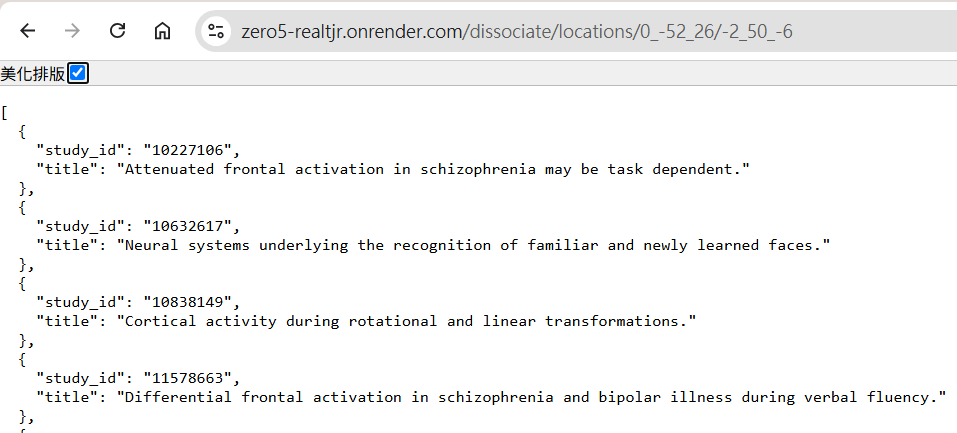 zero5-realtjr.onrender.com/dissociate/locations/0_-52_26/-2_50_-6
美化排版
[
  {
    "study_id": "10227106",
    "title": "Attenuated frontal activation in schizophrenia may be task dependent."
  },
  {
    "study_id": "10632617",
    "title": "Neural systems underlying the recognition of familiar and newly learned faces."
  },
  {
    "study_id": "10838149",
    "title": "Cortical activity during rotational and linear transformations."
  },
  {
    "study_id": "11578663",
    "title": "Differential frontal activation in schizophrenia and bipolar illness during verbal fluency."
  },